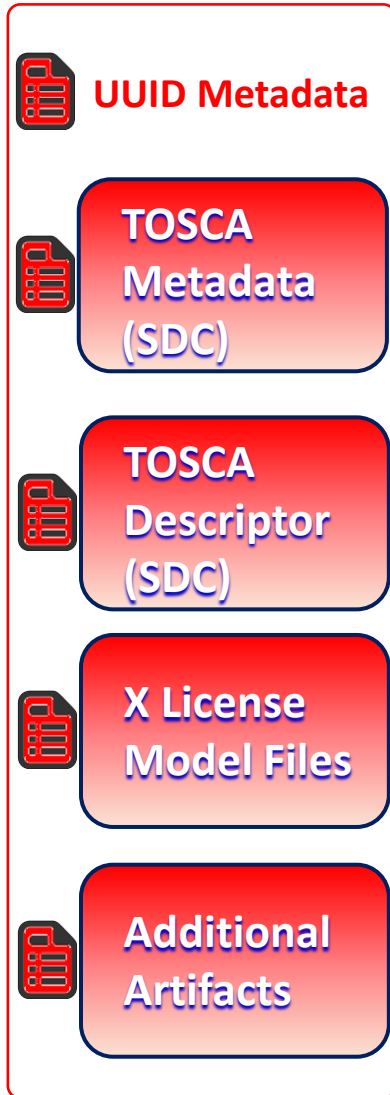 UUID Metadata
TOSCA
Metadata
(SDC)
TOSCA
Descriptor
(SDC)
X License
Model Files
Additional
Artifacts